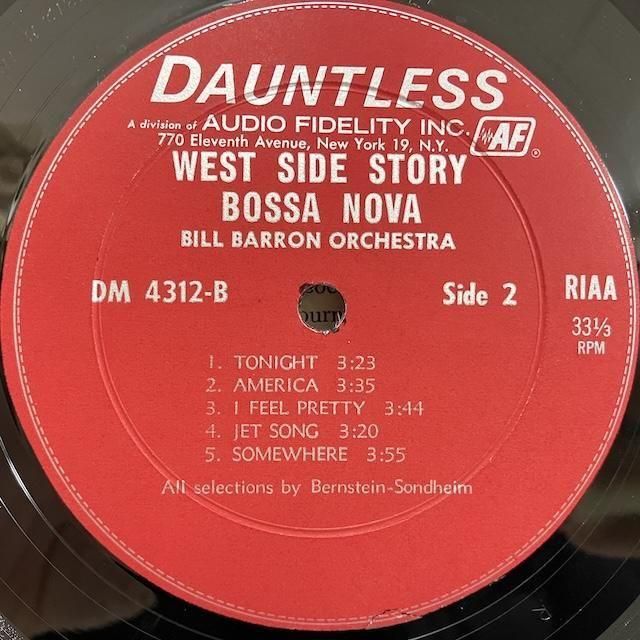 DAUNTLESS
A division of AUDIO FIDELITY INC. AF ®
770 Eleventh Avenue, New York 19, N.Y.
WEST SIDE STORY
BOSSA NOVA
BILL BARRON ORCHESTRA
DM 4312-B Side 2 RIAA
33⅓
RPM
1. TONIGHT 3:23
2. AMERICA 3:35
3. I FEEL PRETTY 3:44
4. JET SONG 3:20
5. SOMEWHERE 3:55
All selections by Bernstein-Sondheim